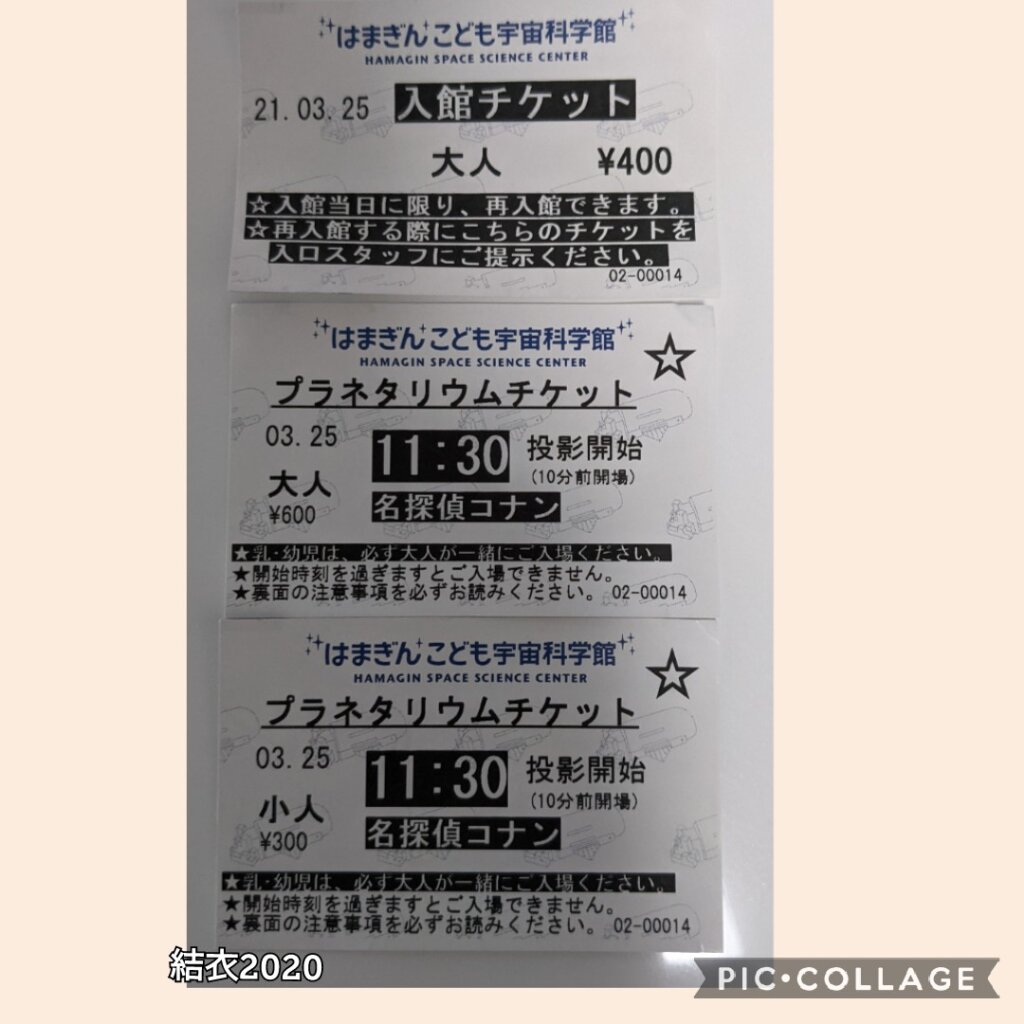 はまぎん こども宇宙科学館
HAMAGIN SPACE SCIENCE CENTER
21.03.25 入館チケット
大人 ¥400
☆入館当日に限り、再入館できます。
☆再入館する際にこちらのチケットを
入口スタッフにご提示ください。
02-00014
はまぎん こども宇宙科学館
HAMAGIN SPACE SCIENCE CENTER
☆
プラネタリウムチケット
03.25 11:30 投影開始
(10分前開場)
大人
¥600 名探偵コナン
★乳・幼児は、必ず大人が一緒にご入場ください。
★開始時刻を過ぎますとご入場できません。
★裏面の注意事項を必ずお読みください。 02-00014
はまぎん こども宇宙科学館
HAMAGIN SPACE SCIENCE CENTER
☆
プラネタリウムチケット
03.25 11:30 投影開始
(10分前開場)
小人
¥300 名探偵コナン
★乳・幼児は、必ず大人が一緒にご入場ください。
★開始時刻を過ぎますとご入場できません。
★裏面の注意事項を必ずお読みください。 02-00014
結衣2020
PIC•COLLAGE